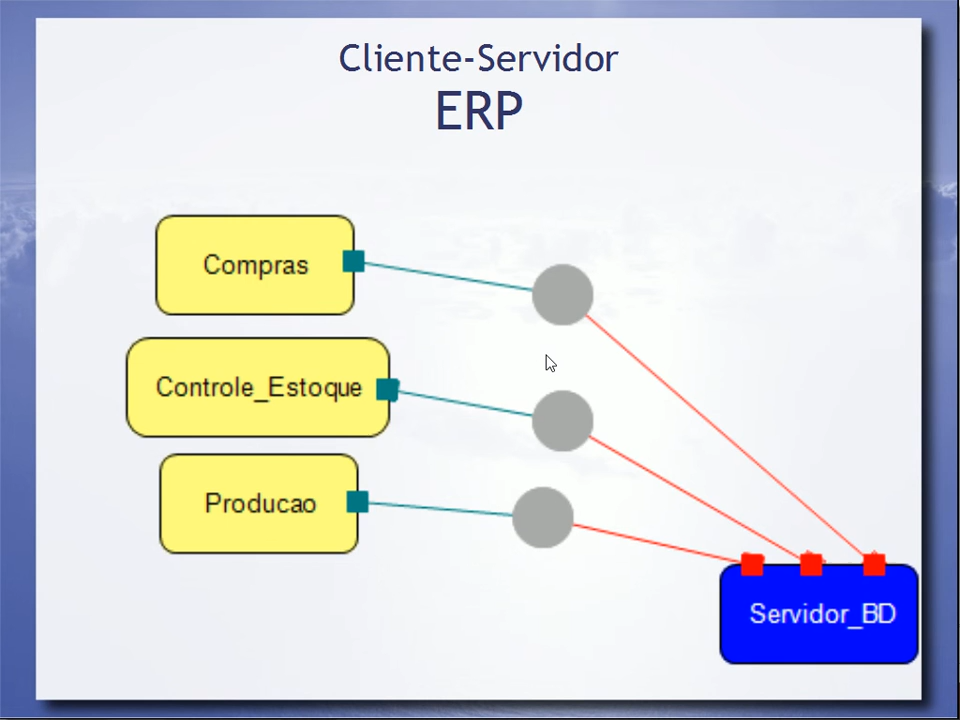 Cliente-Servidor
ERP
Compras
Controle_Estoque
Producao
Servidor_BD